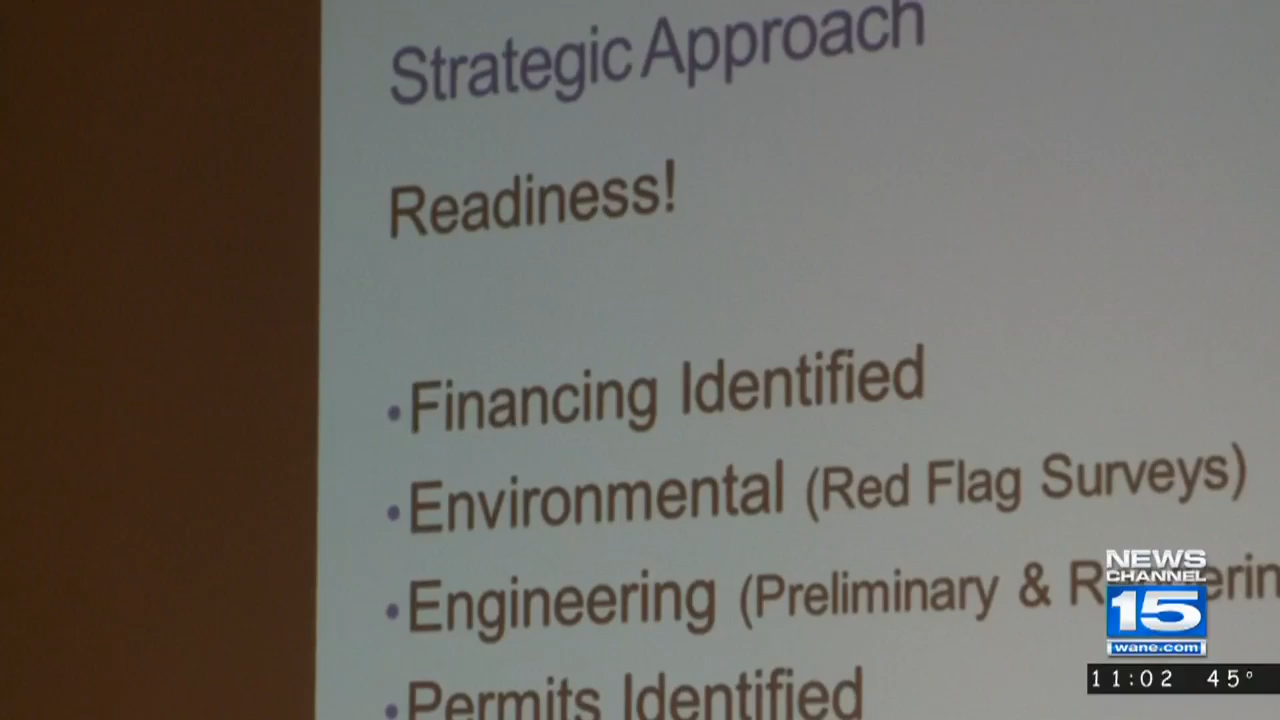 Strategic Approach
Readiness!
•Financing Identified
•Environmental (Red Flag Surveys)
•Engineering (Preliminary &
•Permits Identified
NEWS
CHANNEL
15
wane.com
11:02 45°